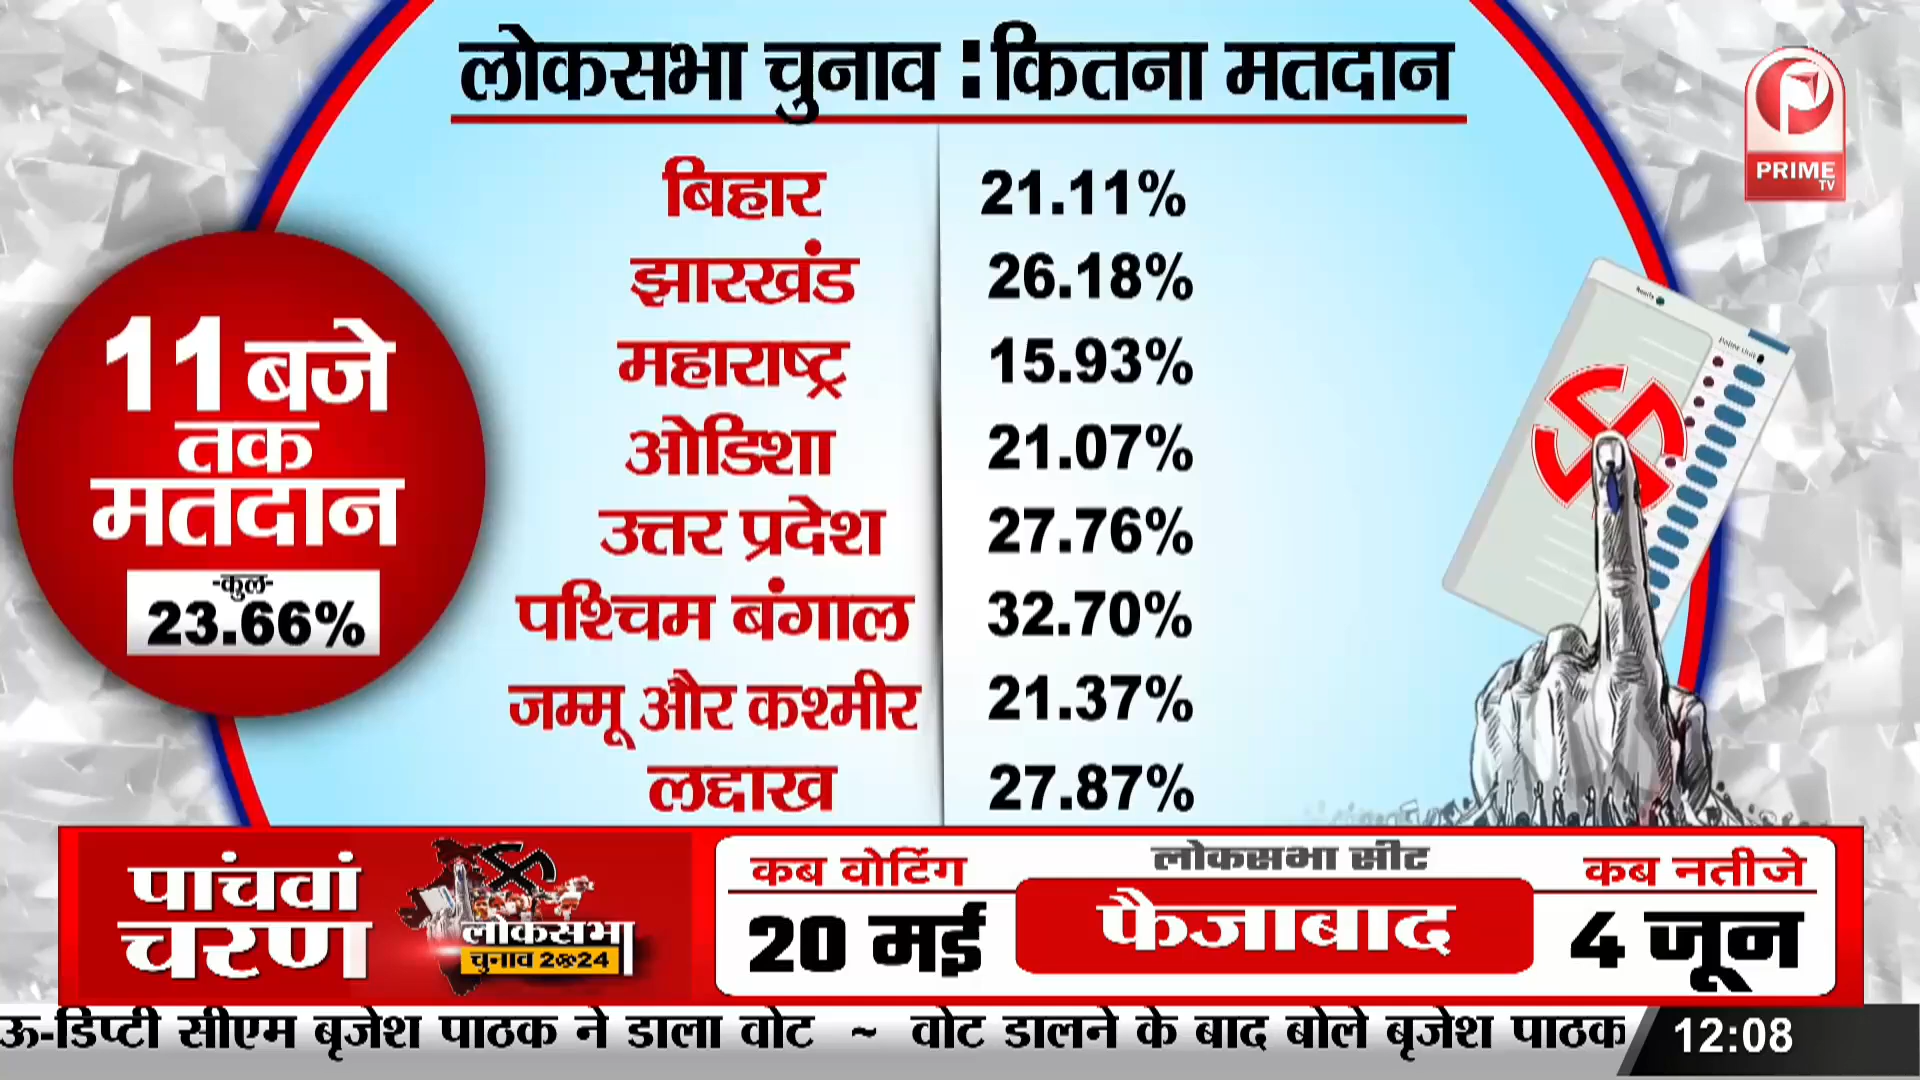 लोकसभा चुनाव : कितना मतदान
PRIME
TV
बिहार 21.11%
झारखंड 26.18%
महाराष्ट्र 15.93%
ओडिशा 21.07%
उत्तर प्रदेश 27.76%
पश्चिम बंगाल 32.70%
जम्मू और कश्मीर 21.37%
लद्दाख 27.87%
11 बजे
तक
मतदान
-कुल-
23.66%
पांचवां
चरण
लोकसभा
चुनाव 2024
कब वोटिंग
20 मई
लोकसभा सीट
फैजाबाद
कब नतीजे
4 जून
ऊ-डिप्टी सीएम बृजेश पाठक ने डाला वोट ~ वोट डालने के बाद बोले बृजेश पाठक
12:08